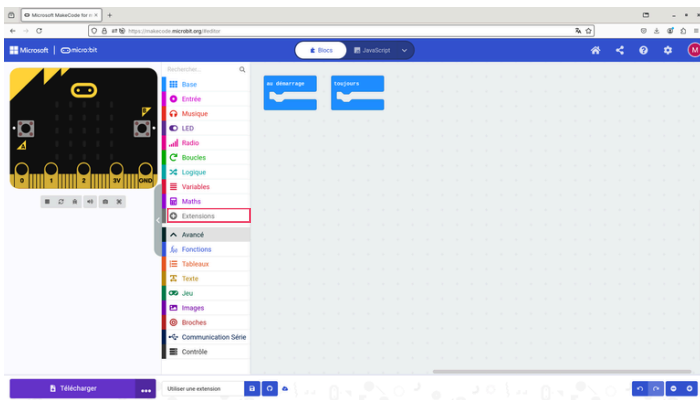 Microsoft MakeCode for m
https://makecode.microbit.org/#editor
Microsoft
micro:bit
Blocs
JavaScript
M
Rechercher...
Base
Entrée
Musique
LED
Radio
Boucles
Logique
Variables
Maths
Extensions
Avancé
Fonctions
Tableaux
Texte
Jeu
Images
Broches
Communication Série
Contrôle
au démarrage
toujours
B
A
0 1 2 3V GND
Télécharger
Utiliser une extension